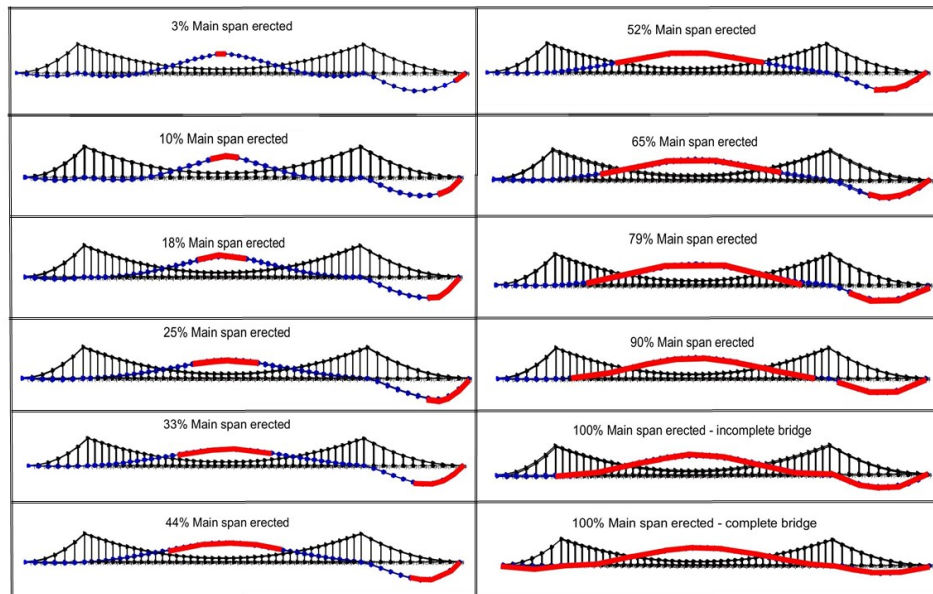 3% Main span erected
10% Main span erected
18% Main span erected
25% Main span erected
33% Main span erected
44% Main span erected
52% Main span erected
65% Main span erected
79% Main span erected
90% Main span erected
100% Main span erected - incomplete bridge
100% Main span erected - complete bridge